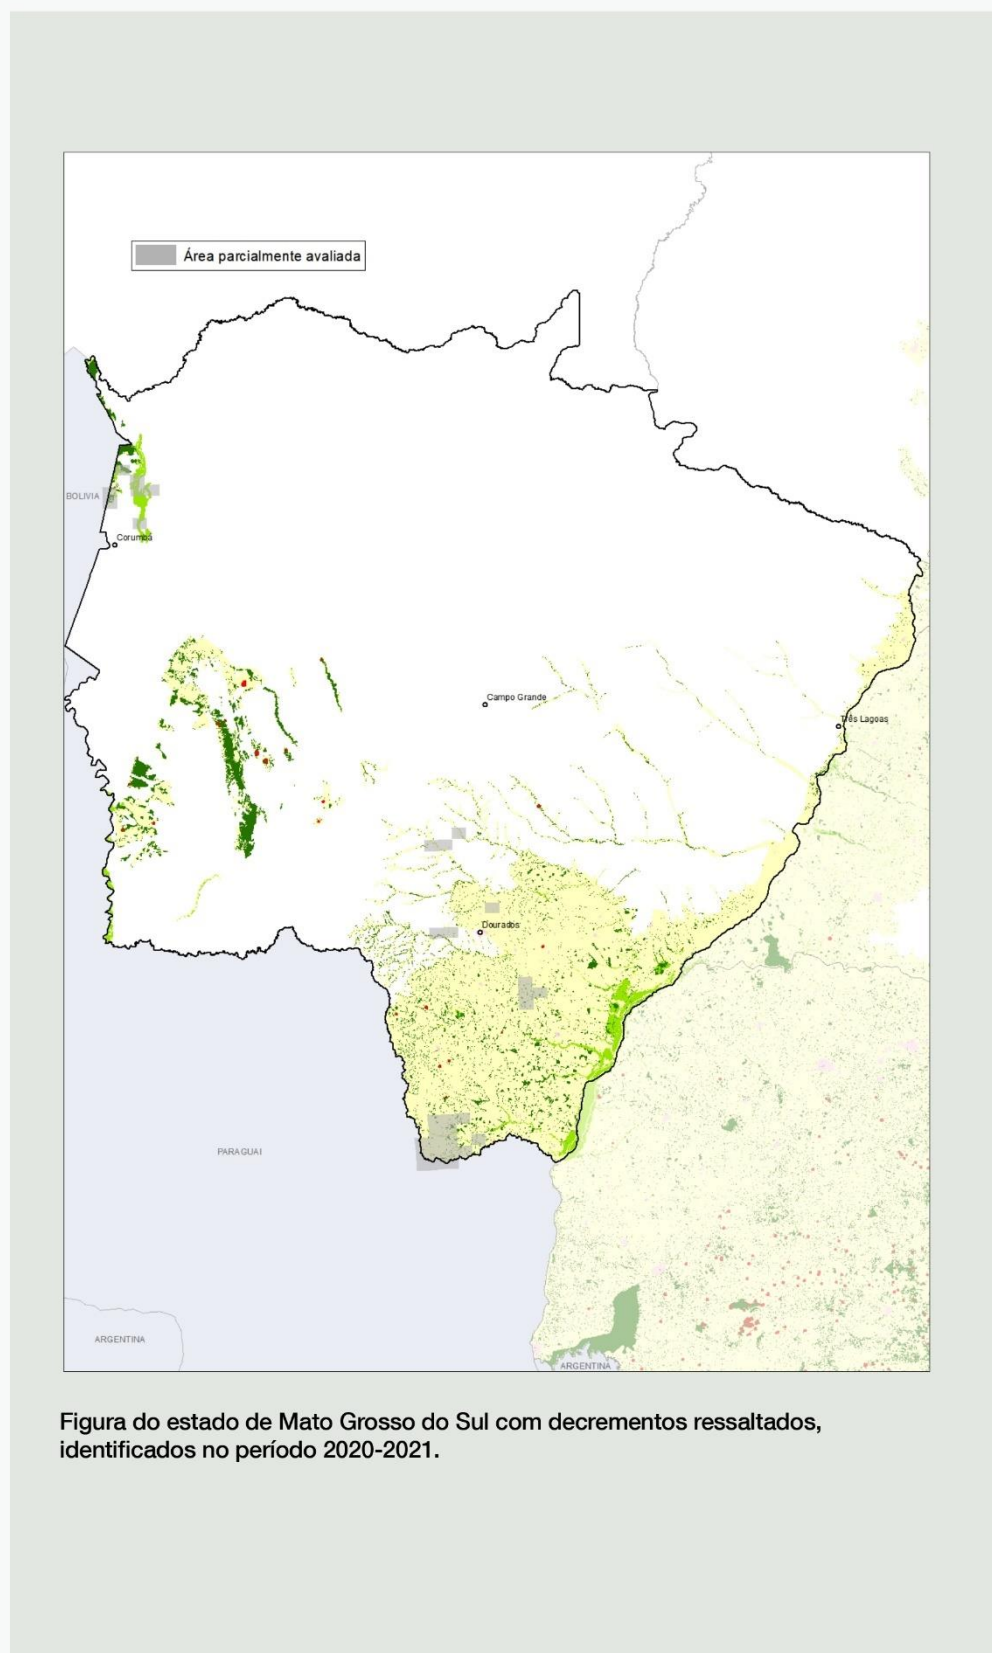 Área parcialmente avaliada
BOLIVIA
Corumbá
Campo Grande
Três Lagoas
Dourados
PARAGUAI
ARGENTINA
ARGENTINA
Figura do estado de Mato Grosso do Sul com decrementos ressaltados,
identificados no período 2020-2021.